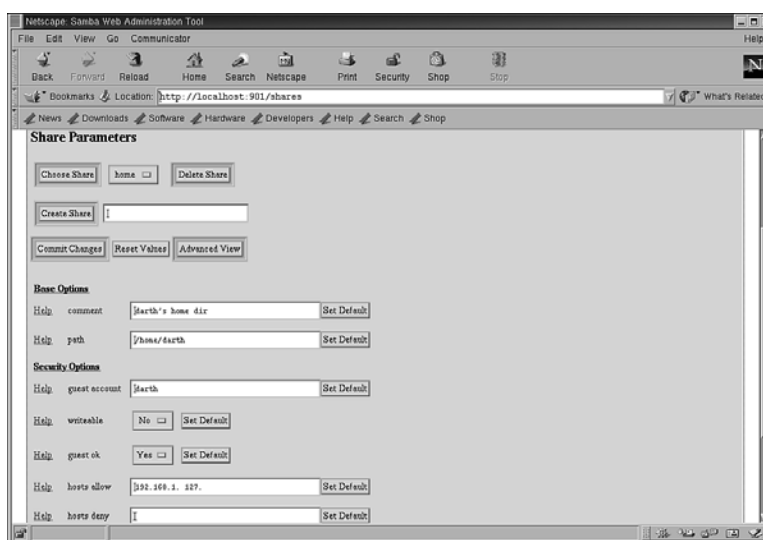 Netscape: Samba Web Administration Tool
File Edit View Go Communicator Help
Back Forward Reload Home Search Netscape Print Security Shop Stop N
Bookmarks Location: http://localhost:901/shares What's Related
News Downloads Software Hardware Developers Help Search Shop
Share Parameters
Choose Share home Delete Share
Create Share
Commit Changes Reset Values Advanced View
Base Options
Help comment darth's home dir Set Default
Help path /home/darth Set Default
Security Options
Help guest account darth Set Default
Help writeable No Set Default
Help guest ok Yes Set Default
Help hosts allow 192.168.1. 127. Set Default
Help hosts deny Set Default